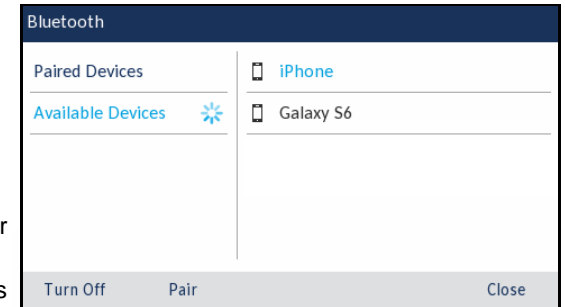 Bluetooth
Paired Devices
Available Devices
iPhone
Galaxy S6
r
s
Turn Off Pair Close